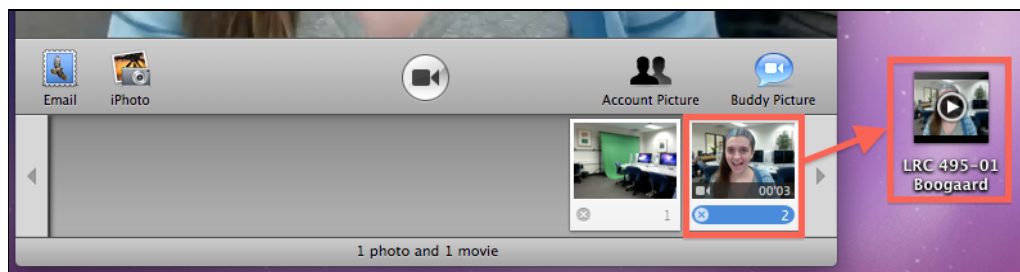 Email
iPhoto
Account Picture
Buddy Picture
00'03
1
2
1 photo and 1 movie
LRC 495-01
Boogaard